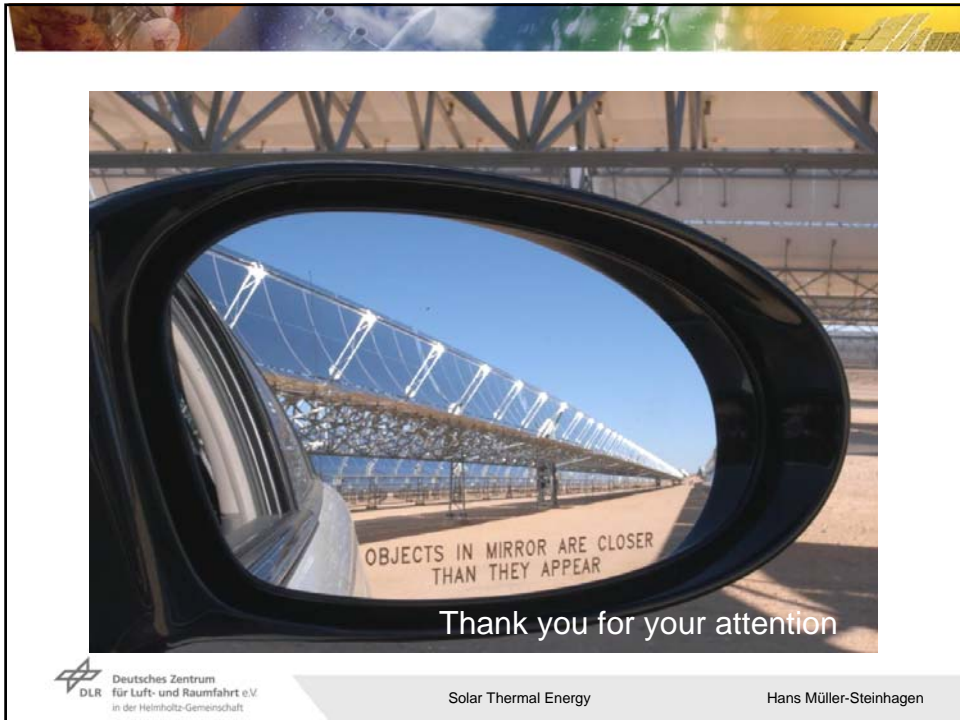 OBJECTS IN MIRROR ARE CLOSER
THAN THEY APPEAR
Thank you for your attention
DLR
Deutsches Zentrum
für Luft- und Raumfahrt e.V.
in der Helmholtz-Gemeinschaft
Solar Thermal Energy
Hans Müller-Steinhagen